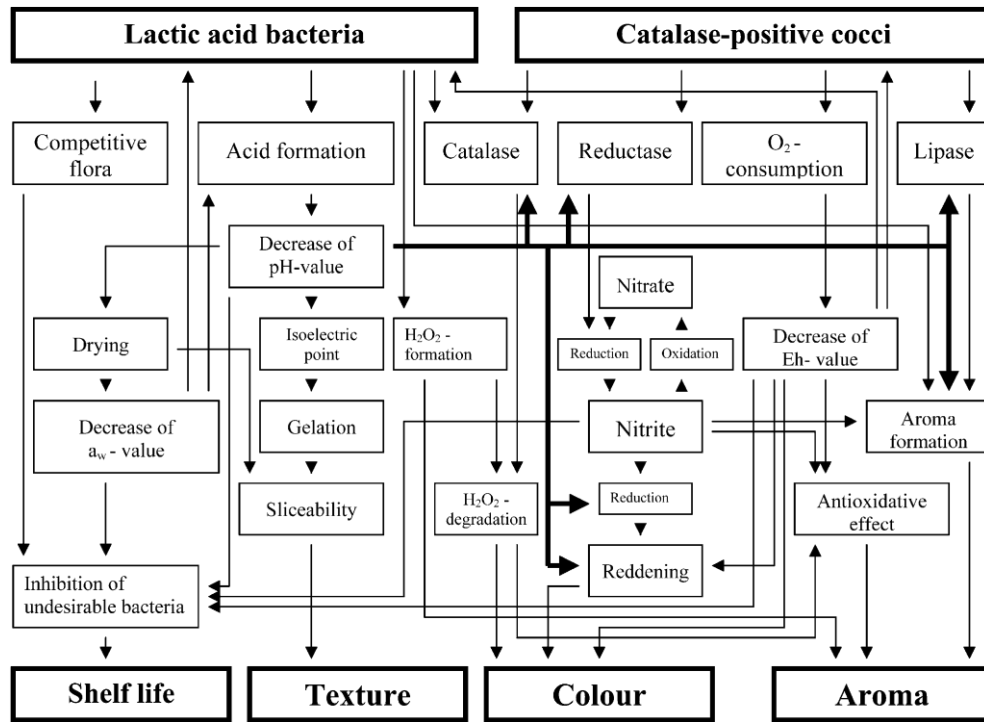 Lactic acid bacteria
Catalase-positive cocci
Competitive
flora
Acid formation
Catalase
Reductase
O₂ -
consumption
Lipase
Decrease of
pH-value
Nitrate
Drying
Isoelectric
point
H₂O₂ -
formation
Reduction
Oxidation
Decrease of
Eh- value
Decrease of
a_w - value
Gelation
Nitrite
Aroma
formation
Sliceability
H₂O₂ -
degradation
Reduction
Antioxidative
effect
Inhibition of
undesirable bacteria
Reddening
Shelf life
Texture
Colour
Aroma